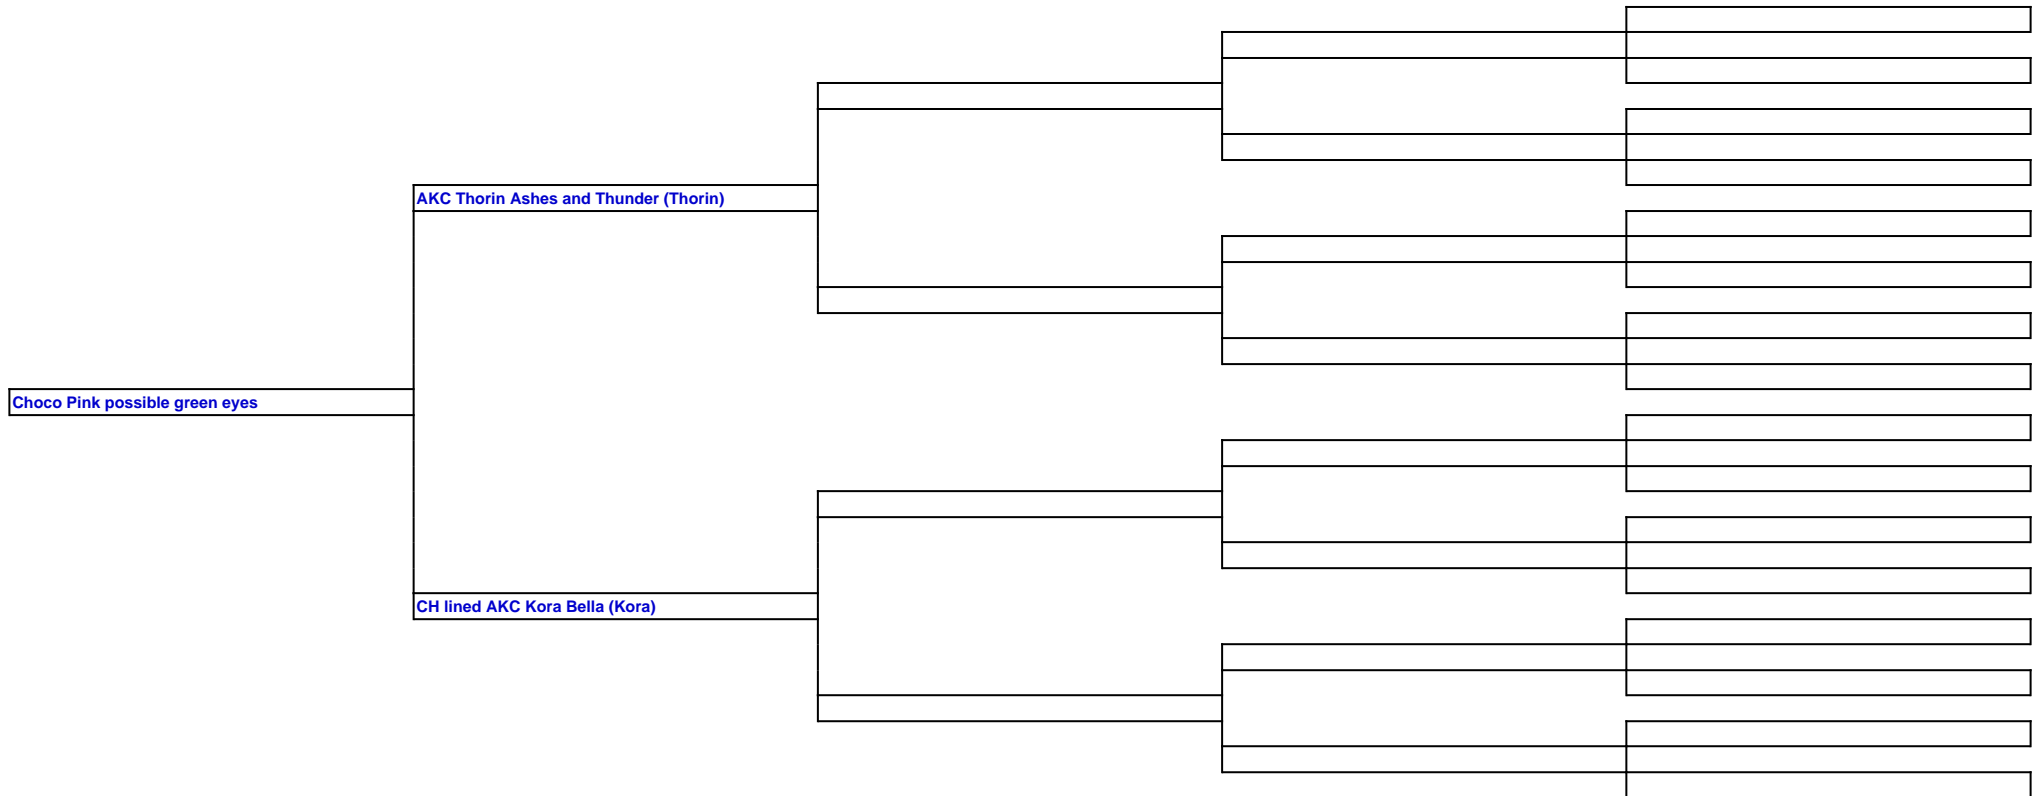 AKC Thorin Ashes and Thunder (Thorin)
Choco Pink possible green eyes
CH lined AKC Kora Bella (Kora)